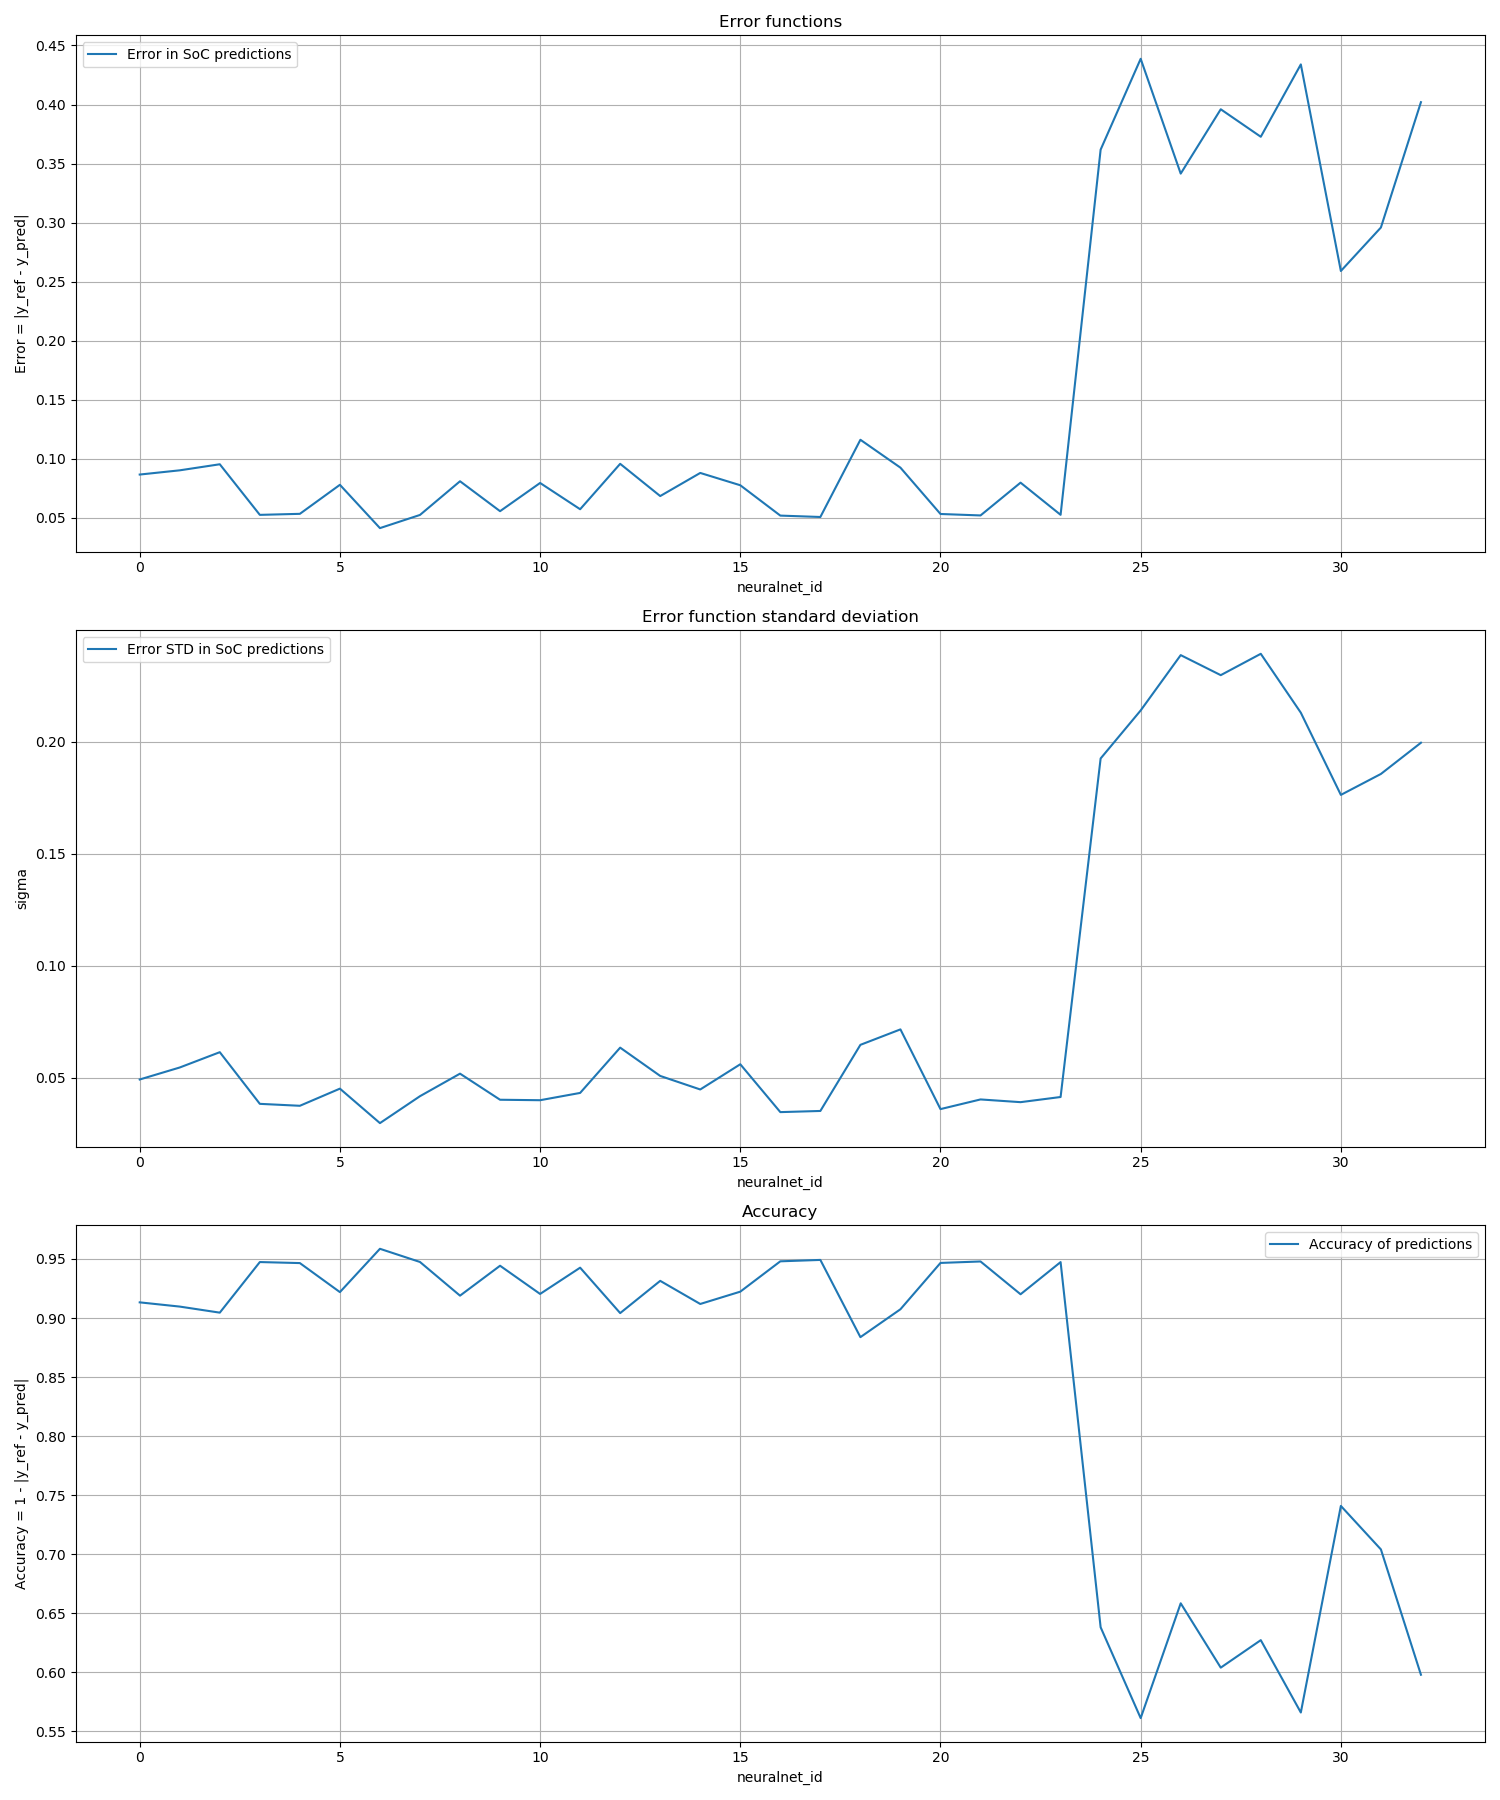 Error functions
Error in SoC predictions
0.45
0.40
0.35
0.30
0.25
0.20
0.15
0.10
0.05
Error = |y_ref - y_pred|
0 5 10 15 20 25 30
neuralnet_id
Error function standard deviation
Error STD in SoC predictions
0.20
0.15
0.10
0.05
sigma
0 5 10 15 20 25 30
neuralnet_id
Accuracy
Accuracy of predictions
0.95
0.90
0.85
0.80
0.75
0.70
0.65
0.60
0.55
Accuracy = 1 - |y_ref - y_pred|
0 5 10 15 20 25 30
neuralnet_id